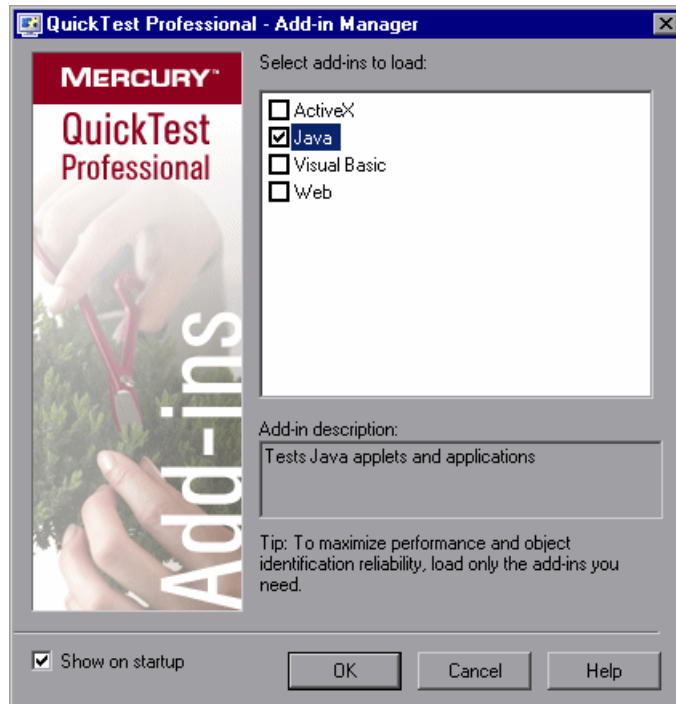 QuickTest Professional - Add-in Manager
MERCURY™
QuickTest
Professional
Add-ins
Select add-ins to load:
ActiveX
Java
Visual Basic
Web
Add-in description:
Tests Java applets and applications
Tip: To maximize performance and object
identification reliability, load only the add-ins you
need.
Show on startup
OK
Cancel
Help